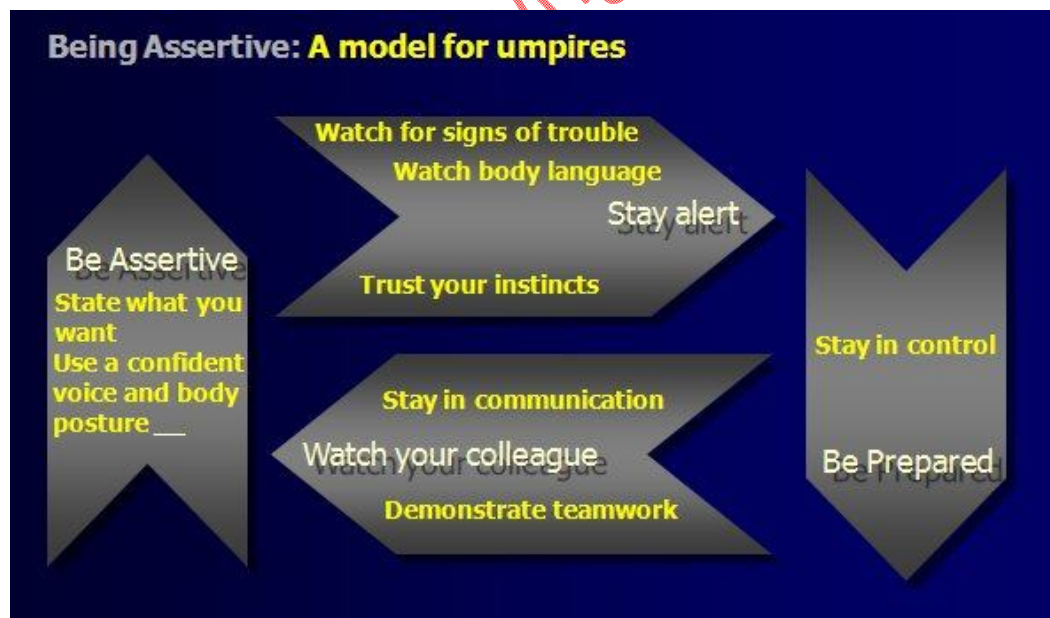 Being Assertive: A model for umpires
Be Assertive
State what you
want
Use a confident
voice and body
posture __
Watch for signs of trouble
Watch body language
Stay alert
Trust your instincts
Stay in control
Be Prepared
Stay in communication
Watch your colleague
Demonstrate teamwork